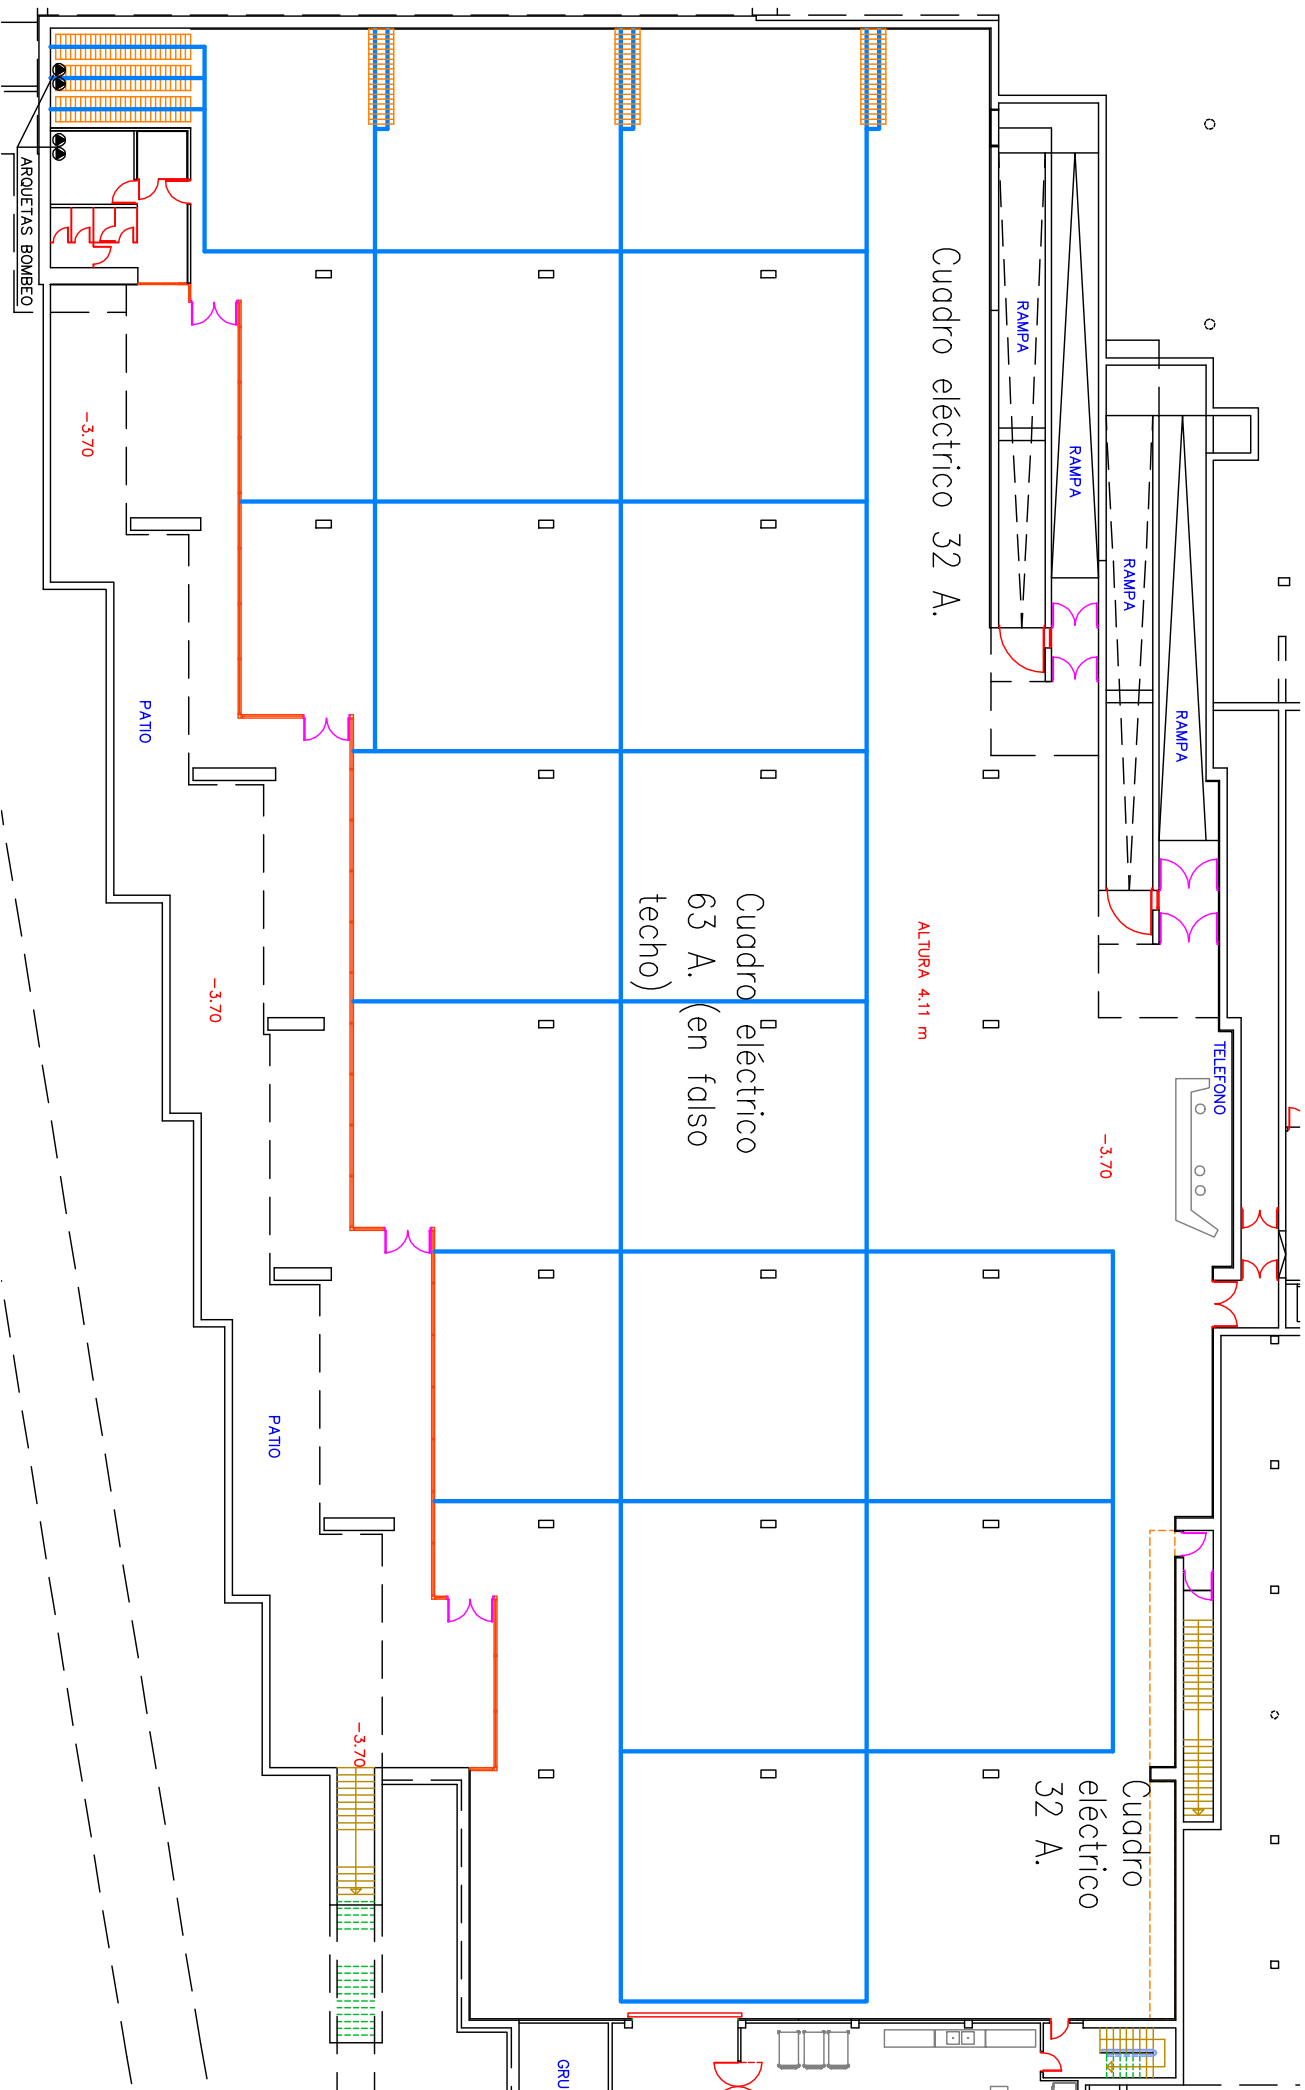 ARQUETAS BOMBEO
Cuadro eléctrico 32 A.
RAMPA
RAMPA
RAMPA
RAMPA
-3.70
PATIO
Cuadro eléctrico
63 A. (en falso
techo)
ALTURA 4.11 m
TELEFONO
-3.70
-3.70
PATIO
-3.70
Cuadro
eléctrico
32 A.
GRU